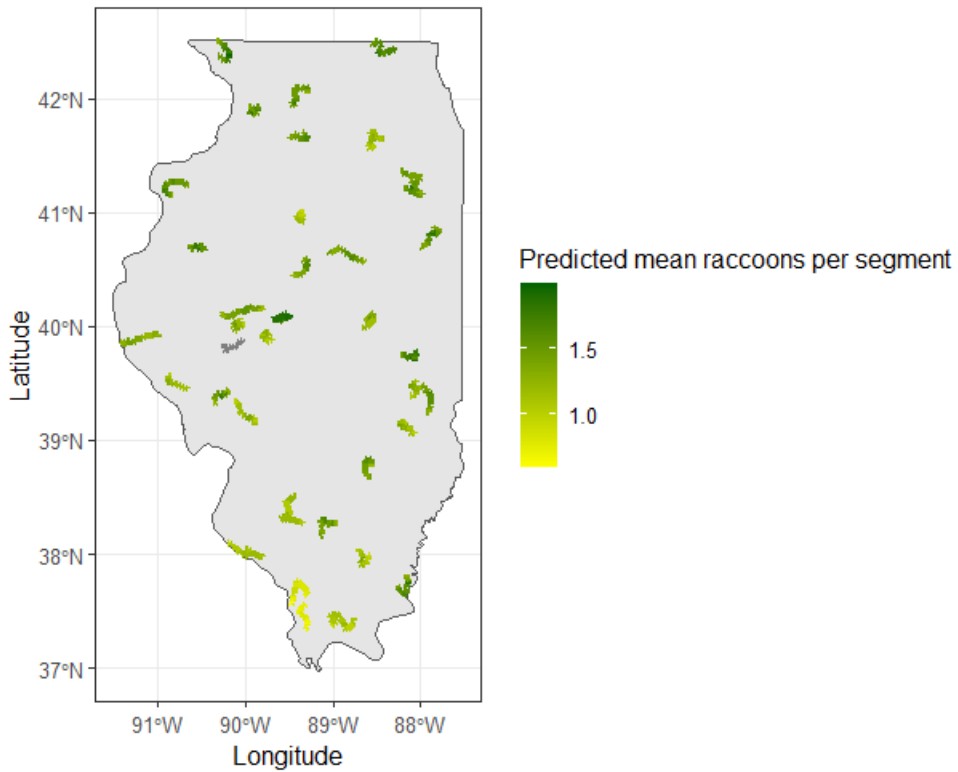 42°N
41°N
40°N
39°N
38°N
37°N
Latitude
91°W 90°W 89°W 88°W
Longitude
Predicted mean raccoons per segment
1.5
1.0